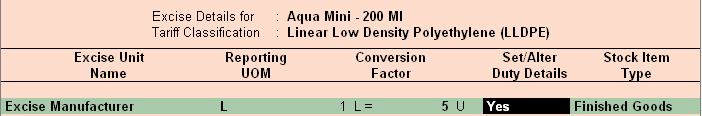 Excise Details for : Aqua Mini - 200 Ml
Tariff Classification : Linear Low Density Polyethylene (LLDPE)
Excise Unit Reporting Conversion Set/Alter Stock Item
Name UOM Factor Duty Details Type
Excise Manufacturer L 1 L = 5 U Yes Finished Goods